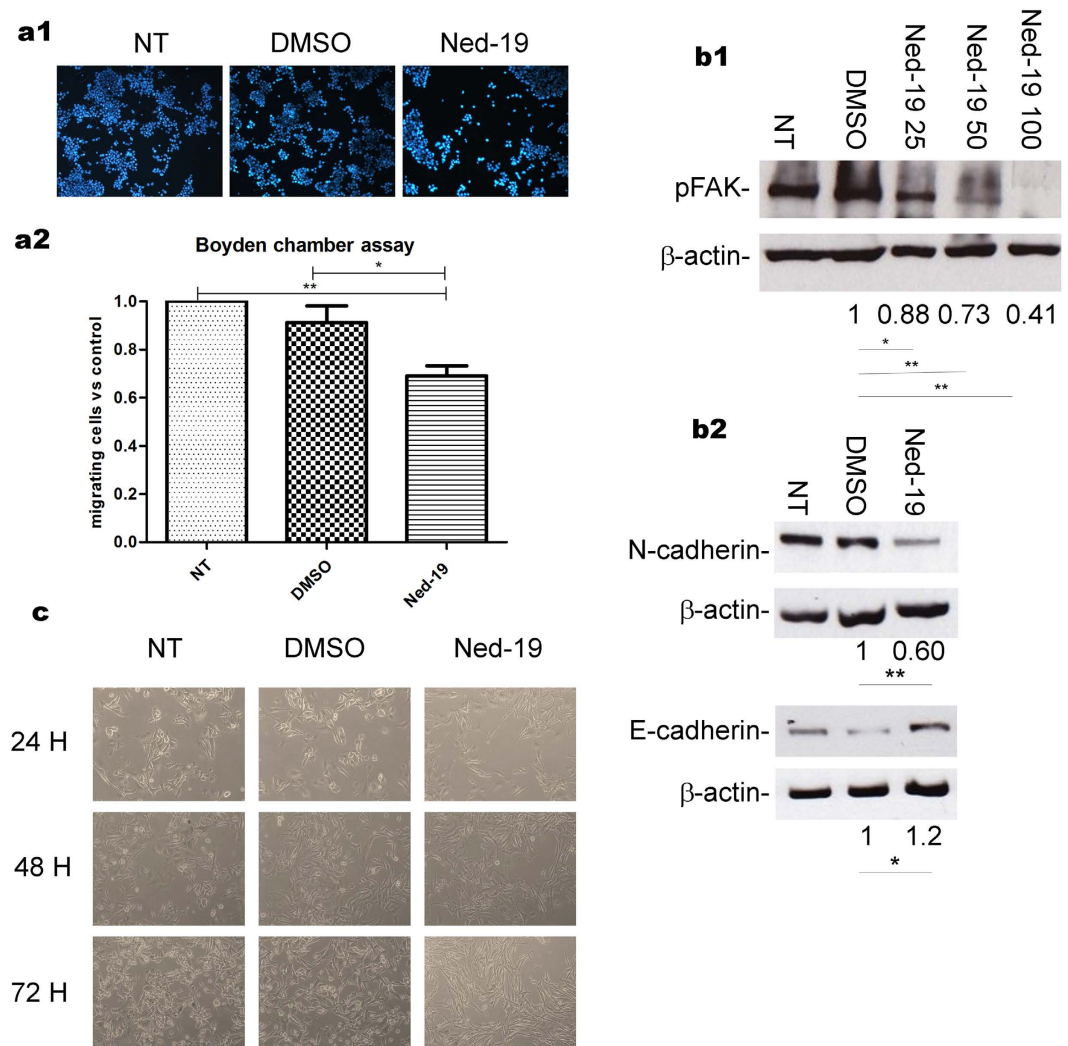 a1
NT DMSO Ned-19
a2
Boyden chamber assay
*
**
migrating cells vs control
1.0
0.8
0.6
0.4
0.2
0.0
NT DMSO Ned-19
b1
NT DMSO Ned-19 25 Ned-19 50 Ned-19 100
pFAK-
β-actin-
1 0.88 0.73 0.41
*
**
**
b2
NT DMSO Ned-19
N-cadherin-
β-actin-
1 0.60
**
E-cadherin-
β-actin-
1 1.2
*
c
NT DMSO Ned-19
24 H
48 H
72 H